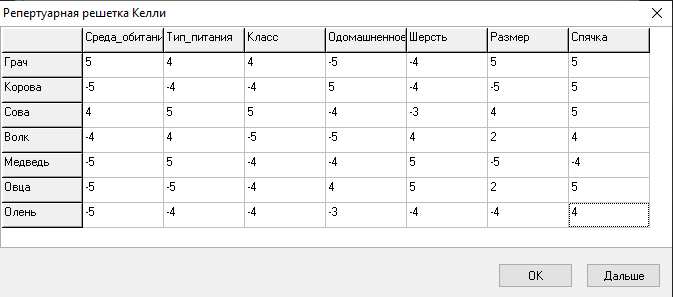 Репертуарная решетка Келли
Среда_обитани Тип_питания Класс Одомашненное Шерсть Размер Спячка
Грач 5 4 4 -5 -4 5 5
Корова -5 -4 -4 5 -4 -5 5
Сова 4 5 5 -4 -3 4 5
Волк -4 4 -5 -5 4 2 4
Медведь -5 5 -4 -4 5 -5 -4
Овца -5 -5 -4 4 5 2 5
Олень -5 -4 -4 -3 -4 -4 4
OK Дальше